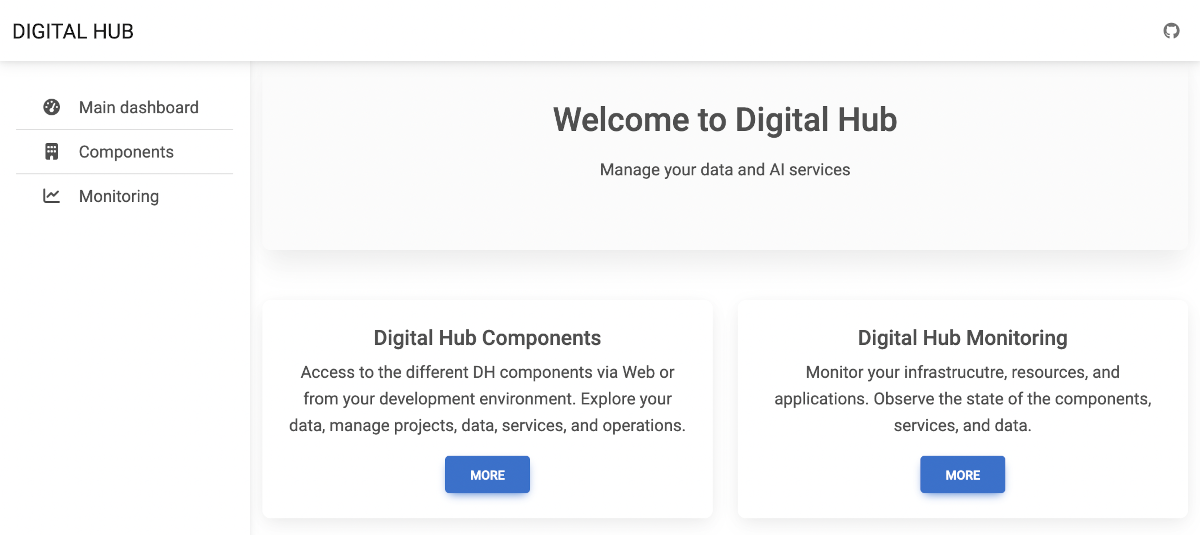 DIGITAL HUB
Main dashboard
Components
Monitoring
Welcome to Digital Hub
Manage your data and AI services
Digital Hub Components
Access to the different DH components via Web or
from your development environment. Explore your
data, manage projects, data, services, and operations.
MORE
Digital Hub Monitoring
Monitor your infrastrucutre, resources, and
applications. Observe the state of the components,
services, and data.
MORE